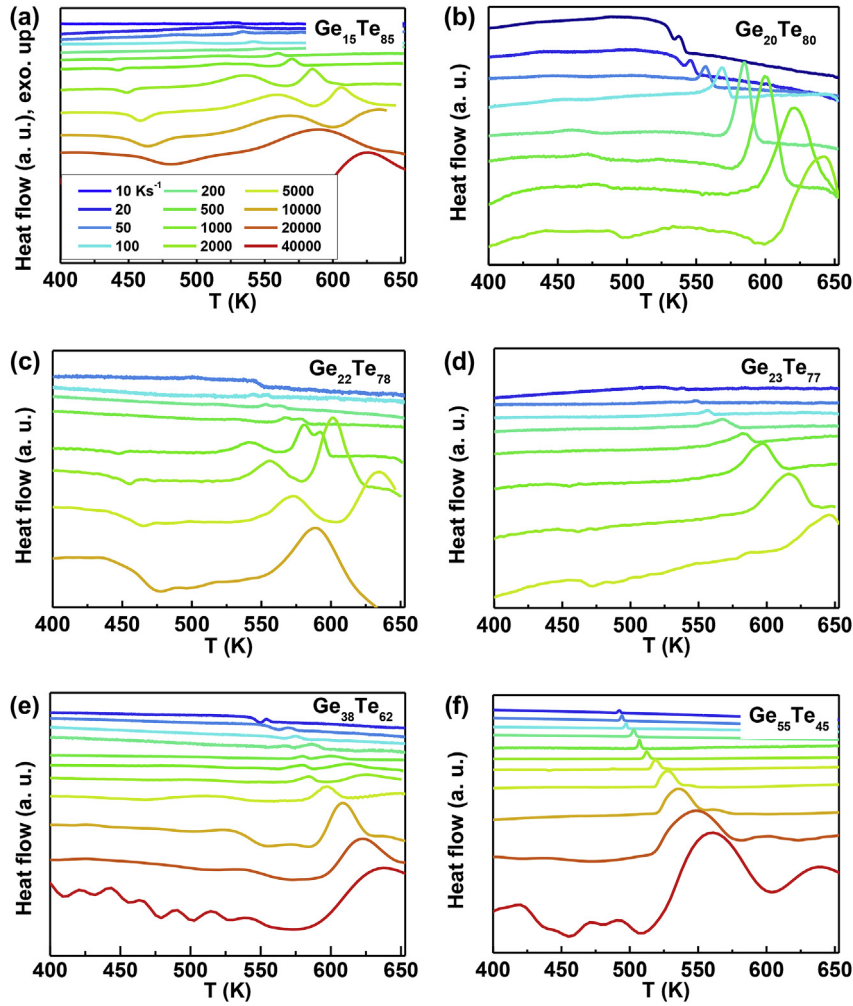 (a)
Ge15Te85
Heat flow (a. u.), exo. up
10 Ks-1
200
5000
20
500
10000
50
1000
20000
100
2000
40000
400 450 500 550 600 650
T (K)
(b)
Ge20Te80
Heat flow (a. u.)
400 450 500 550 600 650
T (K)
(c)
Ge22Te78
Heat flow (a. u.)
400 450 500 550 600 650
T (K)
(d)
Ge23Te77
Heat flow (a. u.)
400 450 500 550 600 650
T (K)
(e)
Ge38Te62
Heat flow (a. u.)
400 450 500 550 600 650
T (K)
(f)
Ge55Te45
Heat flow (a. u.)
400 450 500 550 600 650
T (K)